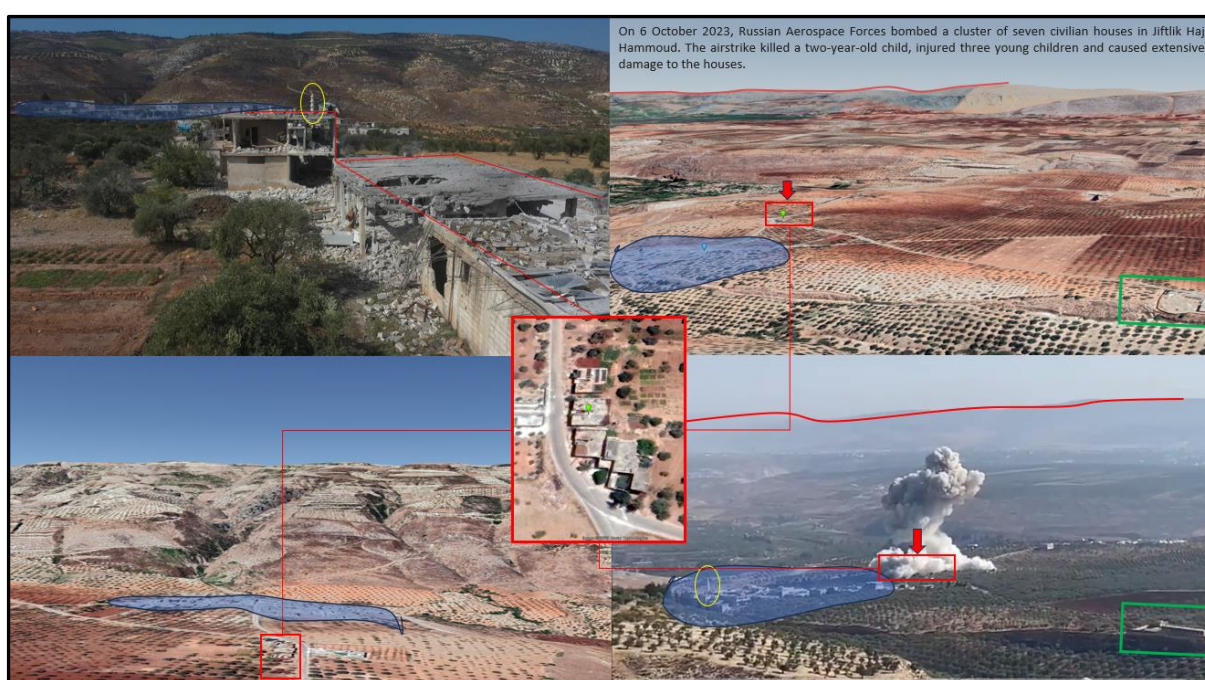 On 6 October 2023, Russian Aerospace Forces bombed a cluster of seven civilian houses in Jiftlik Haj
Hammoud. The airstrike killed a two-year-old child, injured three young children and caused extensive
damage to the houses.